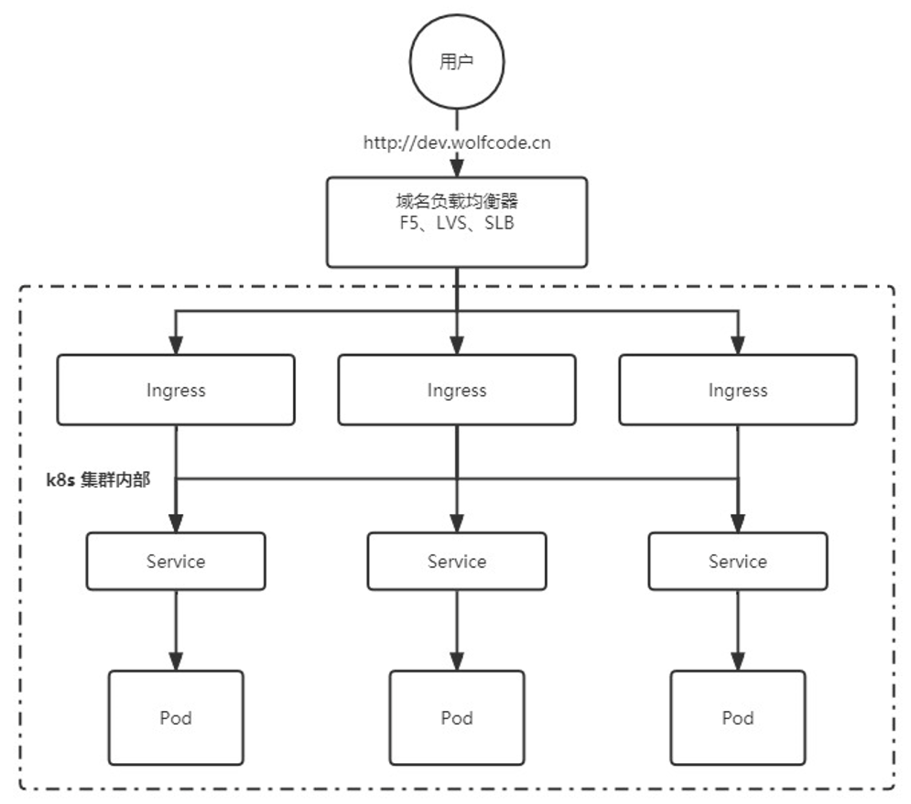 用户
http://dev.wolfcode.cn
域名负载均衡器
F5、LVS、SLB
Ingress
Ingress
Ingress
k8s 集群内部
Service
Service
Service
Pod
Pod
Pod